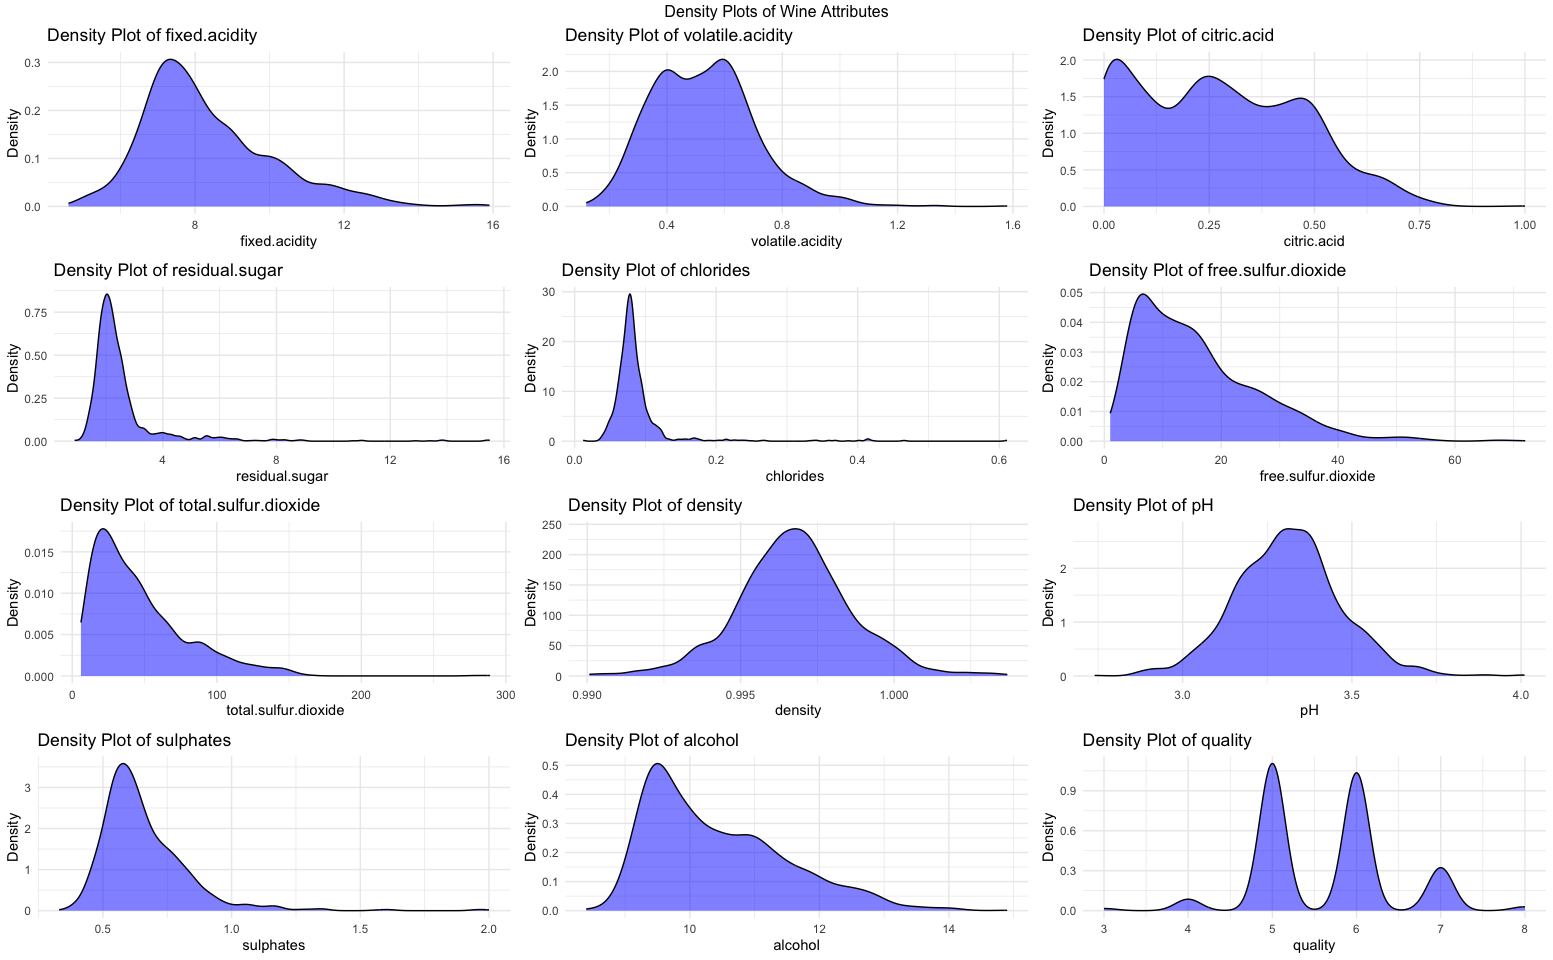 Density Plots of Wine Attributes
Density Plot of fixed.acidity
Density
0.3
0.2
0.1
0.0
8 12 16
fixed.acidity
Density Plot of volatile.acidity
Density
2.0
1.5
1.0
0.5
0.0
0.4 0.8 1.2 1.6
volatile.acidity
Density Plot of citric.acid
Density
2.0
1.5
1.0
0.5
0.0
0.00 0.25 0.50 0.75 1.00
citric.acid
Density Plot of residual.sugar
Density
0.75
0.50
0.25
0.00
4 8 12 16
residual.sugar
Density Plot of chlorides
Density
30
20
10
0
0.0 0.2 0.4 0.6
chlorides
Density Plot of free.sulfur.dioxide
Density
0.05
0.04
0.03
0.02
0.01
0.00
0 20 40 60
free.sulfur.dioxide
Density Plot of total.sulfur.dioxide
Density
0.015
0.010
0.005
0.000
0 100 200 300
total.sulfur.dioxide
Density Plot of density
Density
250
200
150
100
50
0
0.990 0.995 1.000
density
Density Plot of pH
Density
2
1
0
3.0 3.5 4.0
pH
Density Plot of sulphates
Density
3
2
1
0
0.5 1.0 1.5 2.0
sulphates
Density Plot of alcohol
Density
0.5
0.4
0.3
0.2
0.1
0.0
10 12 14
alcohol
Density Plot of quality
Density
0.9
0.6
0.3
0.0
3 4 5 6 7 8
quality